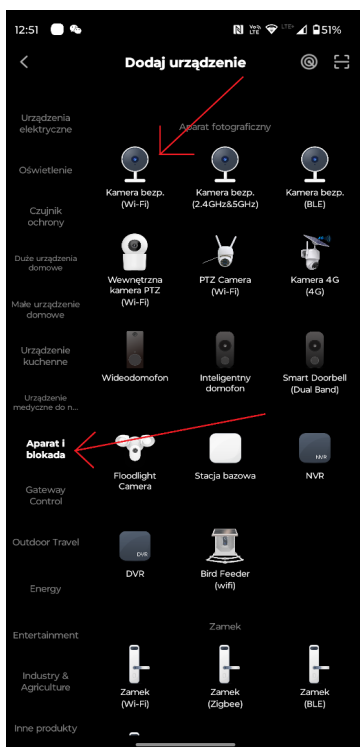 12:51
Vo LTE LTE+ 51%
Dodaj urządzenie
Urządzenia
elektryczne
Oświetlenie
Czujnik
ochrony
Duże urządzenia
domowe
Małe urządzenie
domowe
Urządzenie
kuchenne
Urządzenie
medyczne do n...
Aparat i
blokada
Gateway
Control
Outdoor Travel
Energy
Entertainment
Industry &
Agriculture
Inne produkty
Aparat fotograficzny
Kamera bezp.
(Wi-Fi)
Kamera bezp.
(2.4GHz&5GHz)
Kamera bezp.
(BLE)
Wewnętrzna
kamera PTZ
(Wi-Fi)
PTZ Camera
(Wi-Fi)
Kamera 4G
(4G)
Wideodomofon
Inteligentny
domofon
Smart Doorbell
(Dual Band)
Floodlight
Camera
Stacja bazowa
NVR
NVR
DVR
DVR
Bird Feeder
(wifi)
Zamek
Zamek
(Wi-Fi)
Zamek
(Zigbee)
Zamek
(BLE)